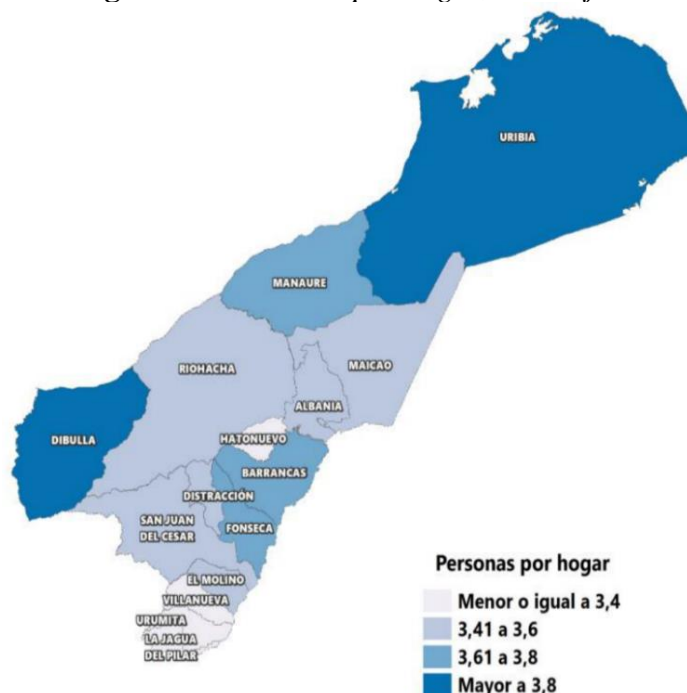 URIBIA
MANAURE
RIOHACHA
MAICAO
ALBANIA
DIBULLA
HATONUEVO
BARRANCAS
DISTRACCIÓN
SAN JUAN
DEL CESAR
FONSECA
EL MOLINO
VILLANUEVA
URUMITA
LA JAGUA
DEL PILAR
Personas por hogar
Menor o igual a 3,4
3,41 a 3,6
3,61 a 3,8
Mayor a 3,8